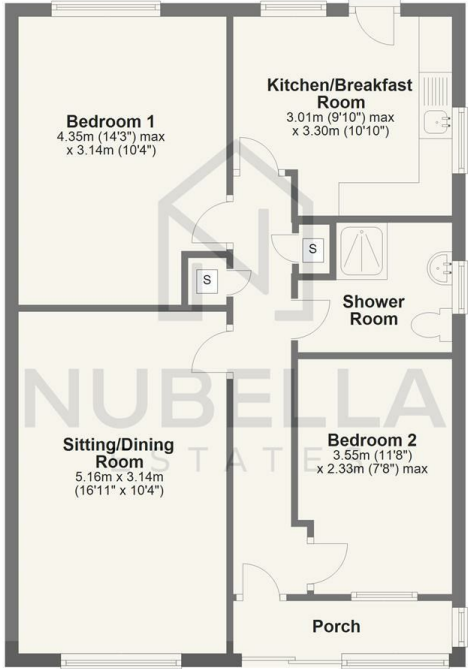 Bedroom 1
4.35m (14'3") max
x 3.14m (10'4")
Kitchen/Breakfast
Room
3.01m (9'10") max
x 3.30m (10'10")
S
S
Shower
Room
NUBELLA
ESTATES
Sitting/Dining
Room
5.16m x 3.14m
(16'11" x 10'4")
Bedroom 2
3.55m (11'8")
x 2.33m (7'8") max
Porch